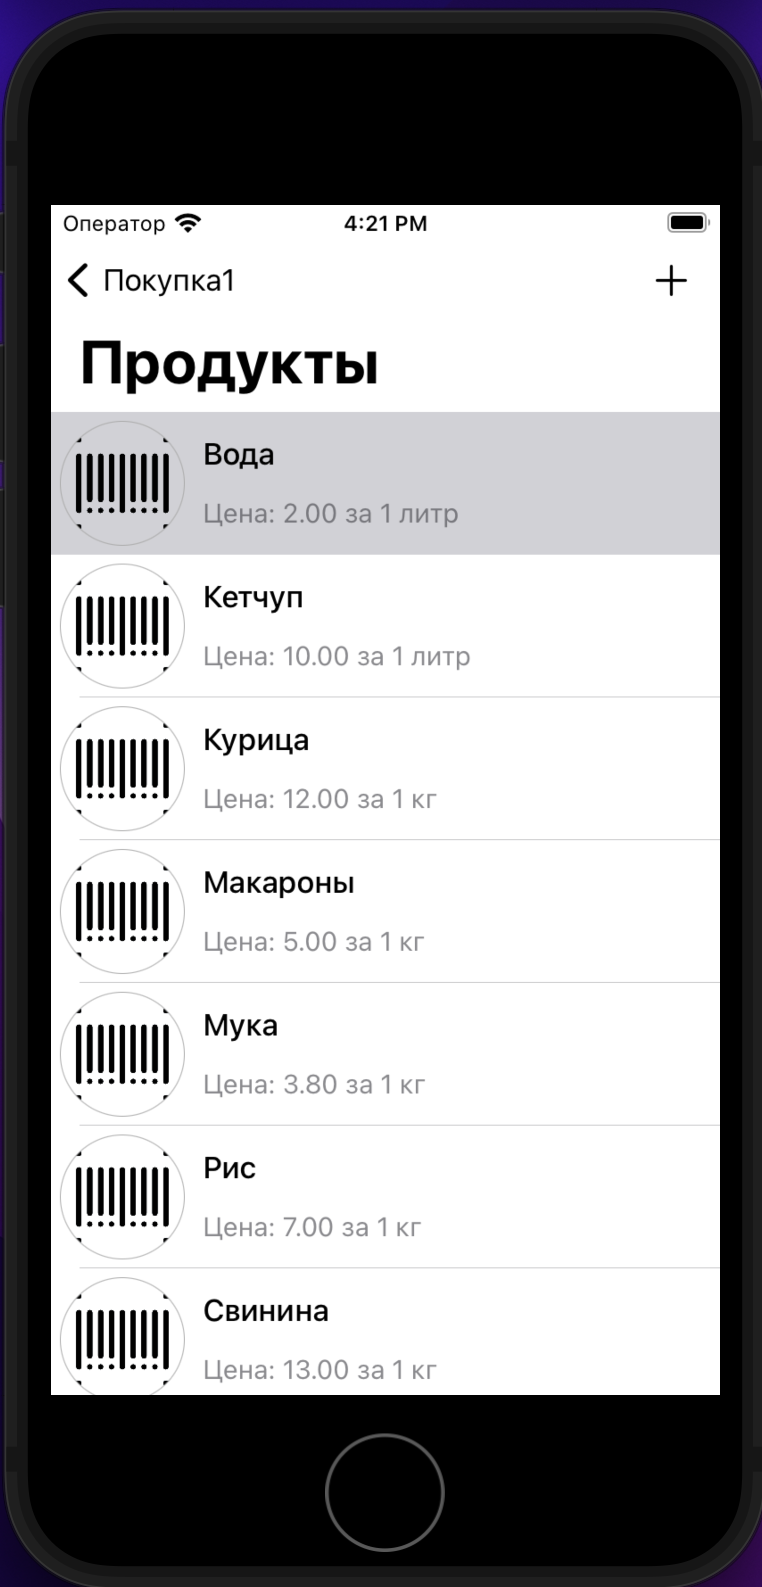 Оператор 4:21 PM
Покупка1
Продукты
Вода
Цена: 2.00 за 1 литр
Кетчуп
Цена: 10.00 за 1 литр
Курица
Цена: 12.00 за 1 кг
Макароны
Цена: 5.00 за 1 кг
Мука
Цена: 3.80 за 1 кг
Рис
Цена: 7.00 за 1 кг
Свинина
Цена: 13.00 за 1 кг